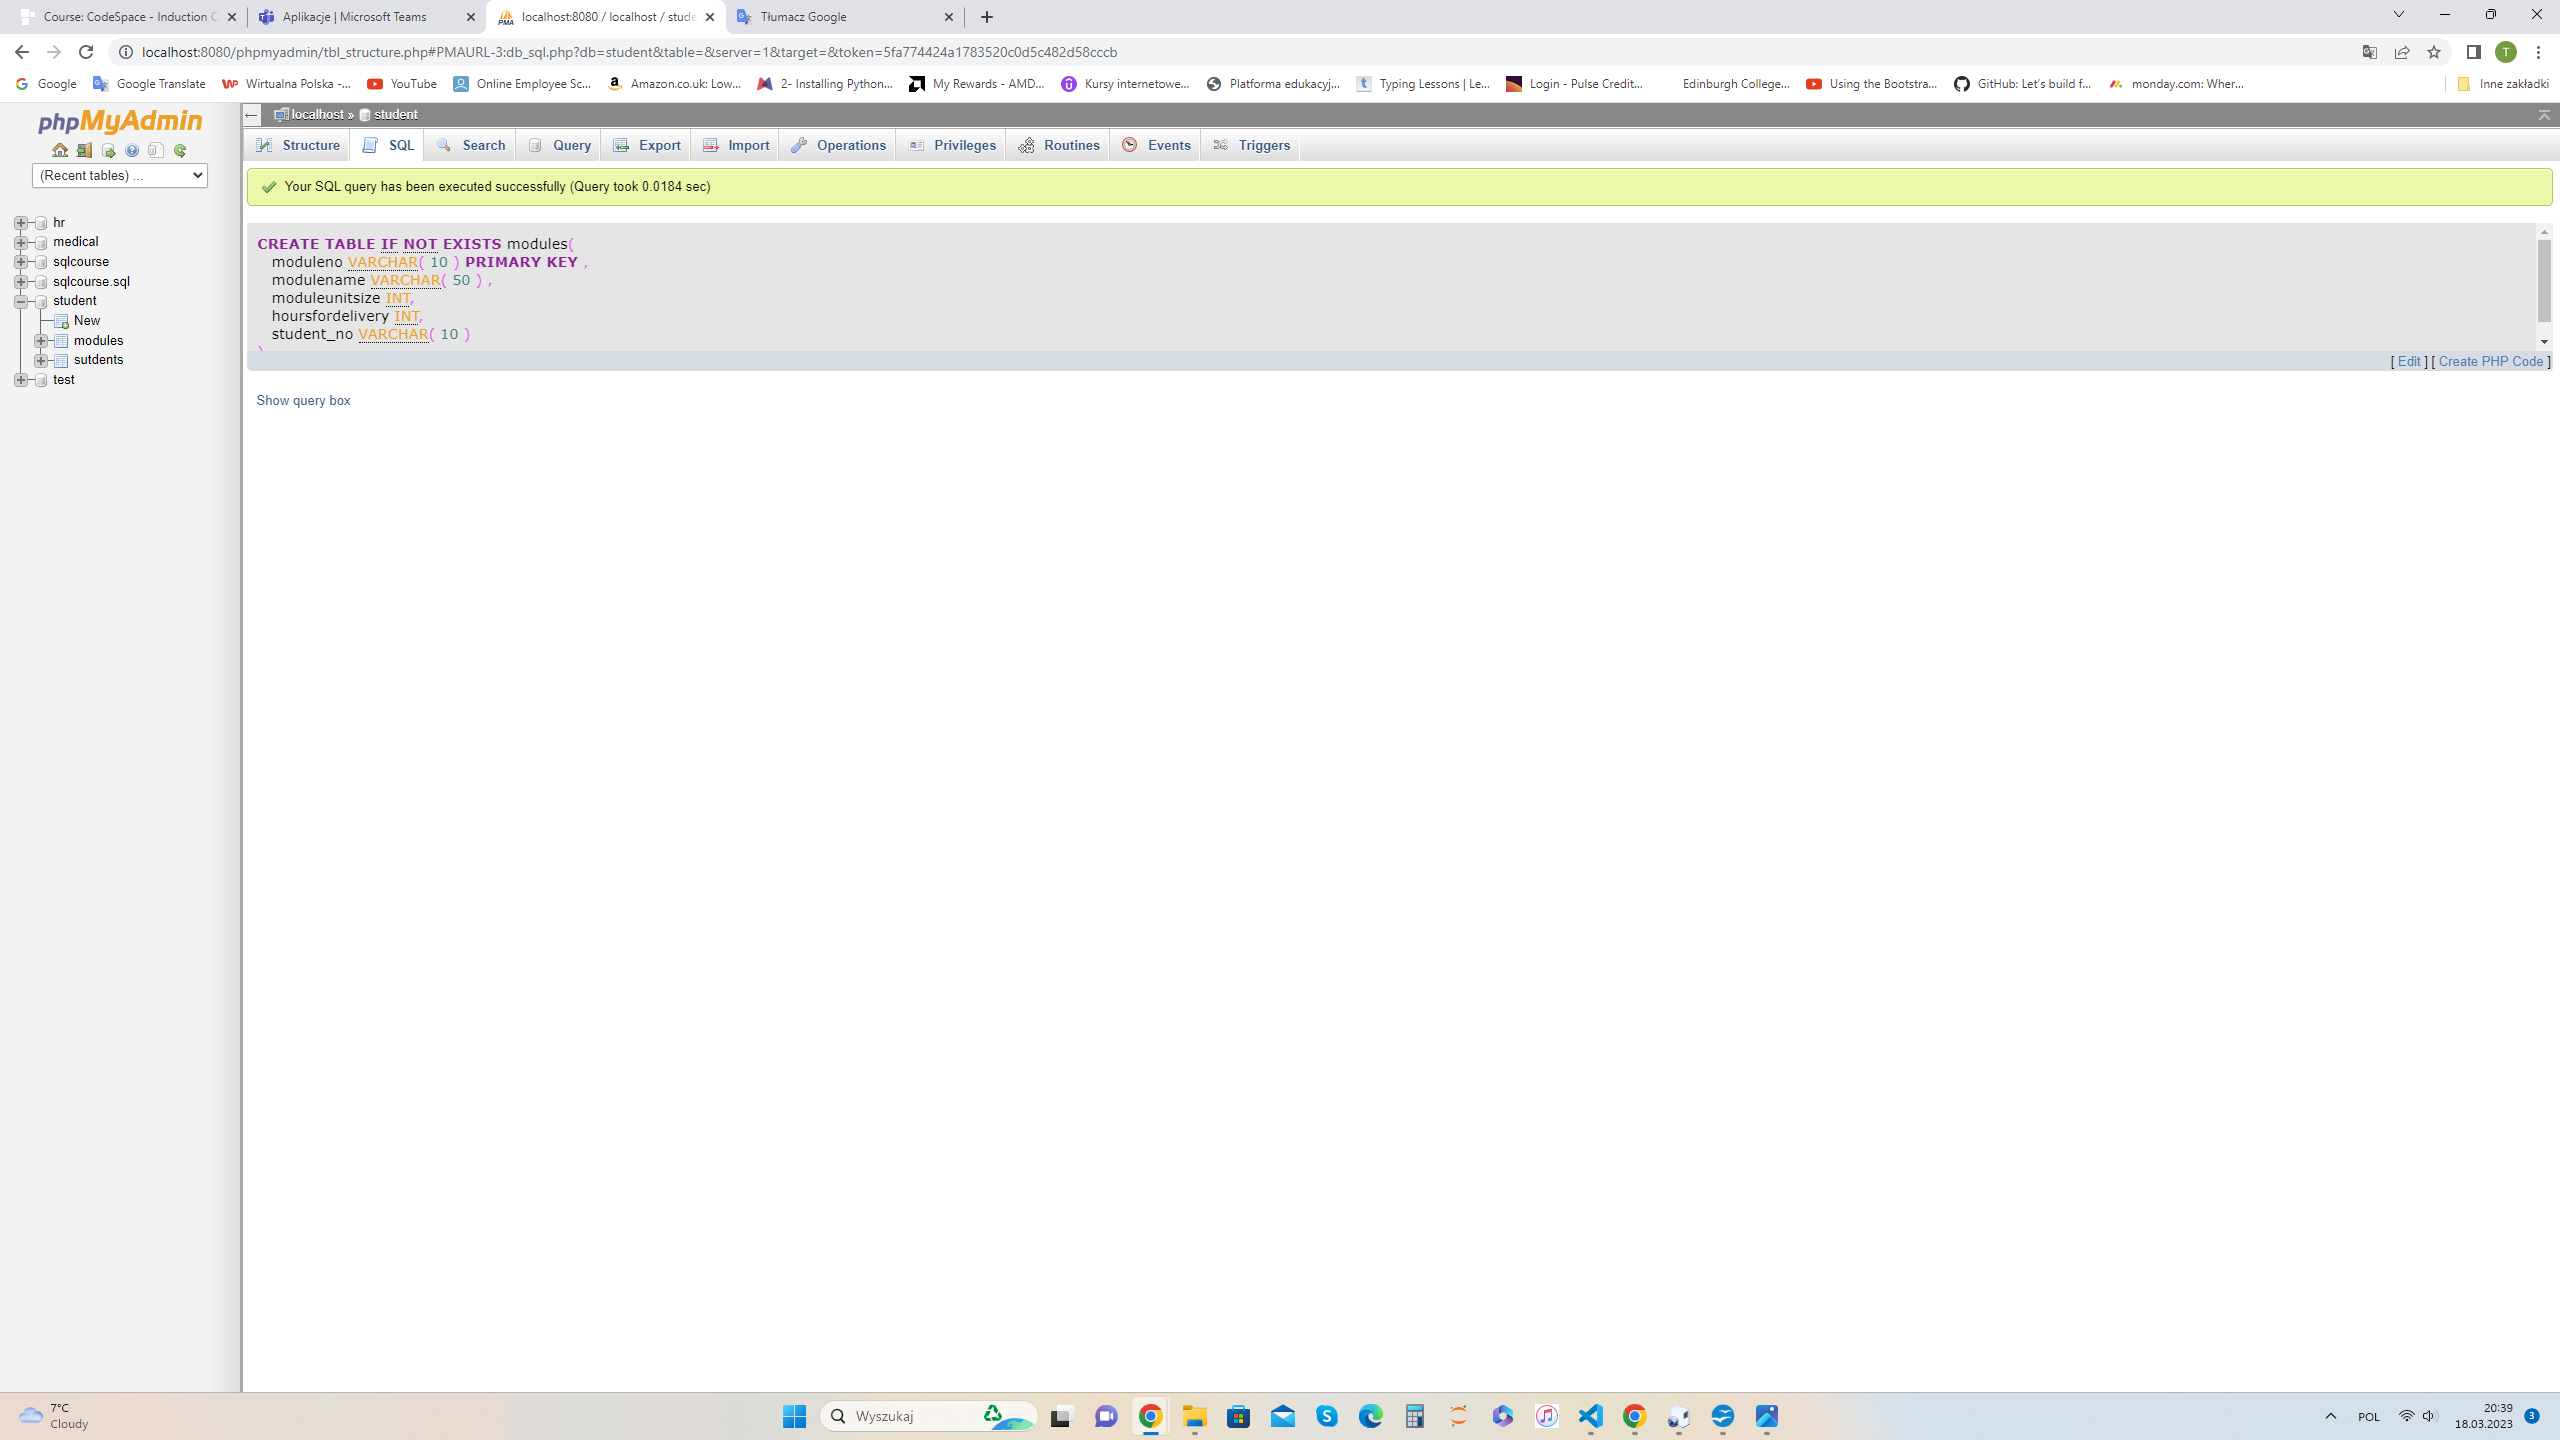 Course: CodeSpace - Induction C
Aplikacje | Microsoft Teams
localhost:8080 / localhost / stude
Tłumacz Google
localhost:8080/phpmyadmin/tbl_structure.php#PMAURL-3:db_sql.php?db=student&table=&server=1&target=&token=5fa774424a1783520c0d5c482d58cccb
T
Google
Google Translate
Wirtualna Polska -...
YouTube
Online Employee Sc...
Amazon.co.uk: Low...
2- Installing Python...
My Rewards - AMD...
Kursy internetowe...
Platforma edukacyj...
Typing Lessons | Le...
Login - Pulse Credit...
Edinburgh College...
Using the Bootstra...
GitHub: Let's build f...
monday.com: Wher...
Inne zakładki
phpMyAdmin
(Recent tables) ...
hr
medical
sqlcourse
sqlcourse.sql
student
New
modules
sutdents
test
localhost » student
Structure
SQL
Search
Query
Export
Import
Operations
Privileges
Routines
Events
Triggers
Your SQL query has been executed successfully (Query took 0.0184 sec)
CREATE TABLE IF NOT EXISTS modules(
moduleno VARCHAR( 10 ) PRIMARY KEY ,
modulename VARCHAR( 50 ) ,
moduleunitsize INT,
hoursfordelivery INT,
student_no VARCHAR( 10 )
)
[ Edit ] [ Create PHP Code ]
Show query box
7°C
Cloudy
Wyszukaj
POL
20:39
18.03.2023
3